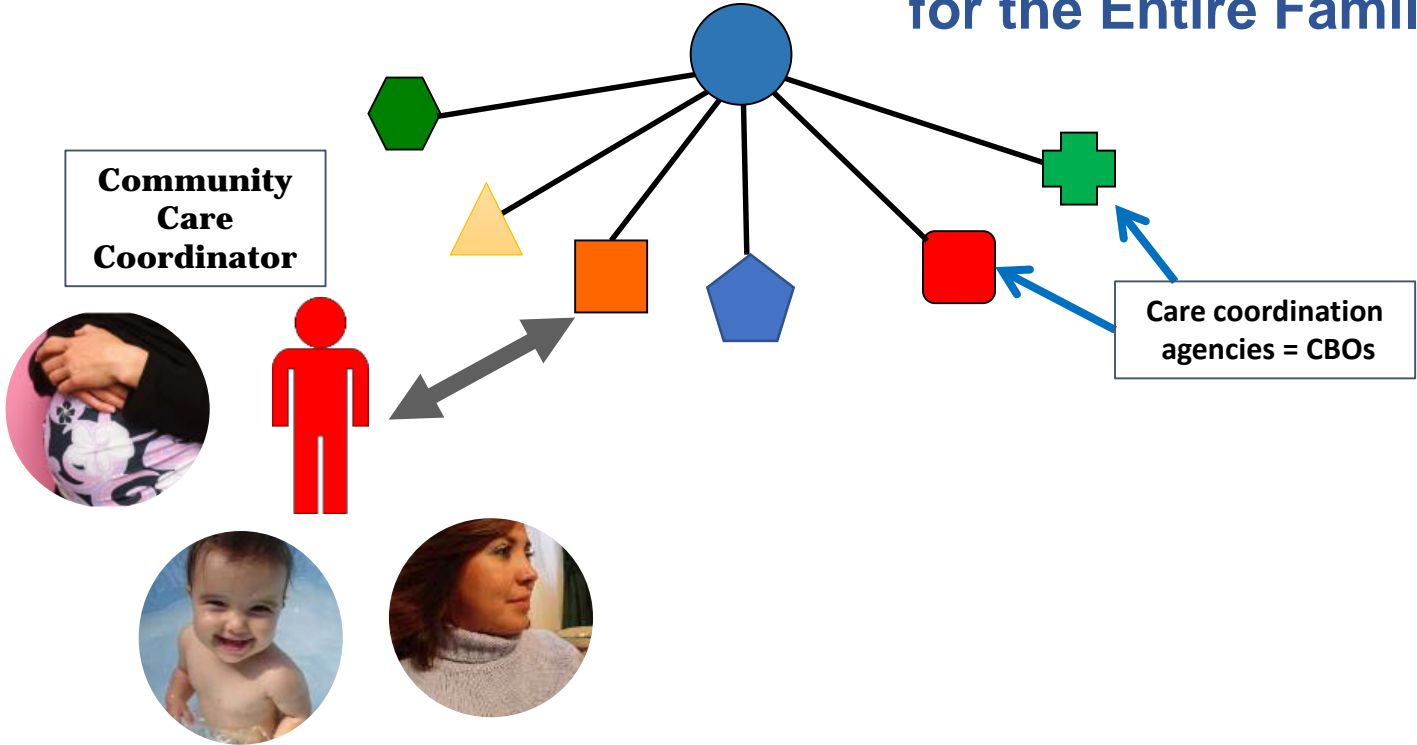 for the Entire Famil
Community
Care
Coordinator
Care coordination
agencies = CBOs